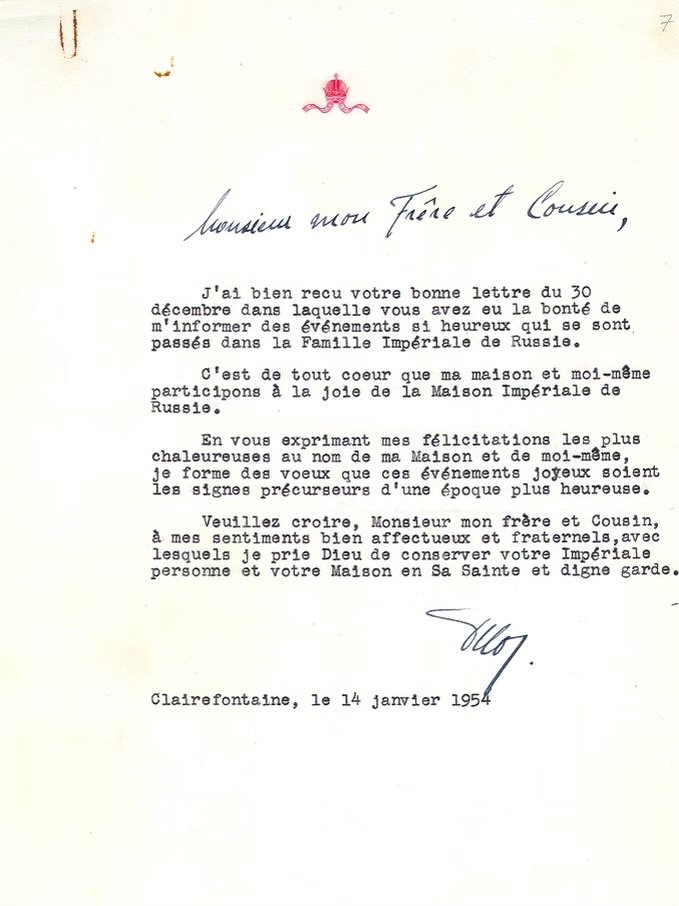 7
Monsieur mon Frère et Cousin,
J'ai bien recu votre bonne lettre du 30
décembre dans laquelle vous avez eu la bonté de
m'informer des événements si heureux qui se sont
passés dans la Famille Impériale de Russie.
C'est de tout coeur que ma maison et moi-même
participons à la joie de la Maison Impériale de
Russie.
En vous exprimant mes félicitations les plus
chaleureuses au nom de ma Maison et de moi-même,
je forme des voeux que ces événements joyeux soient
les signes précurseurs d'une époque plus heureuse.
Veuillez croire, Monsieur mon frère et Cousin,
à mes sentiments bien affectueux et fraternels,avec
lesquels je prie Dieu de conserver votre Impériale
personne et votre Maison en Sa Sainte et digne garde.
Clairefontaine, le 14 janvier 1954